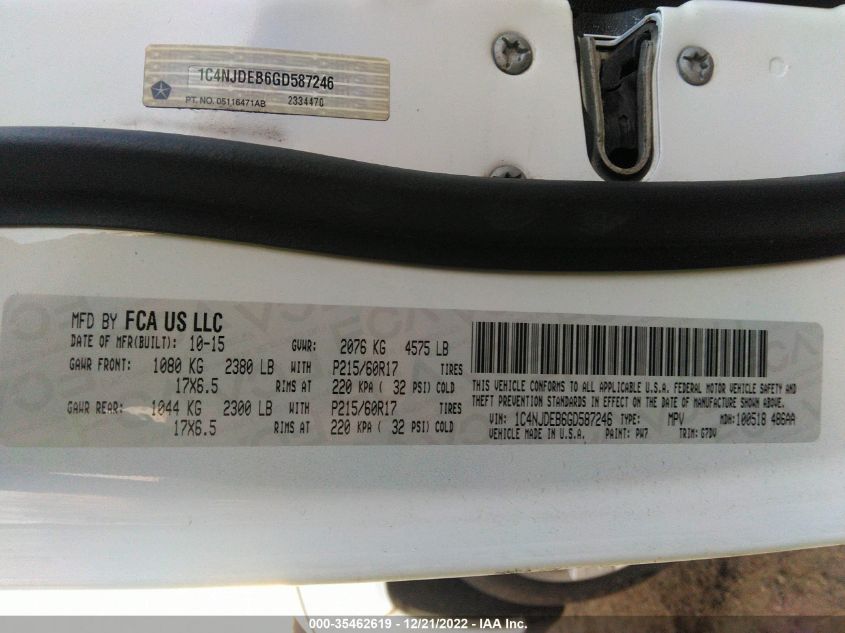 1C4NJDEB6GD587246
PT. NO. 05116471AB 2334470
MFD BY FCA US LLC
DATE OF MFR(BUILT): 10-15 GVWR: 2076 KG 4575 LB
GAWR FRONT: 1080 KG 2380 LB WITH P215/60R17 TIRES
17X6.5 RIMS AT 220 KPA ( 32 PSI) COLD
GAWR REAR: 1044 KG 2300 LB WITH P215/60R17 TIRES
17X6.5 RIMS AT 220 KPA ( 32 PSI) COLD
THIS VEHICLE CONFORMS TO ALL APPLICABLE U.S.A. FEDERAL MOTOR VEHICLE SAFETY AND
THEFT PREVENTION STANDARDS IN EFFECT ON THE DATE OF MANUFACTURE SHOWN ABOVE.
VIN: 1C4NJDEB6GD587246 TYPE: MPV MDH:100518 486AA
VEHICLE MADE IN U.S.A. PAINT: PW7 TRIM: G7DV
000-35462619 - 12/21/2022 - IAA Inc.